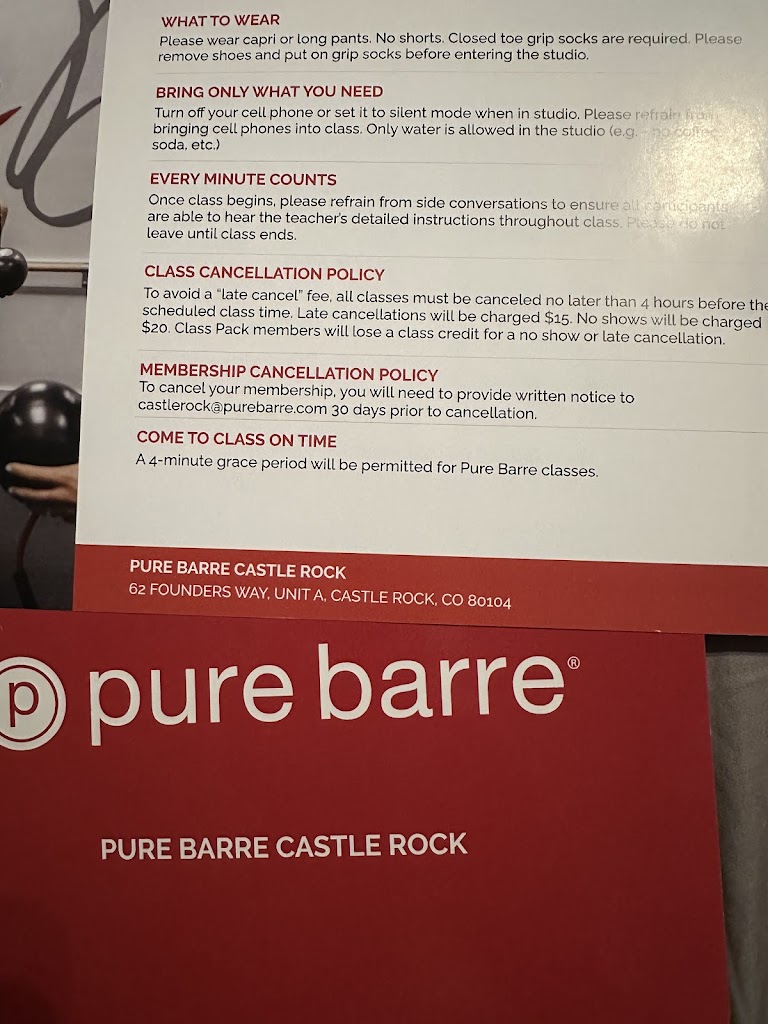 WHAT TO WEAR
Please wear capri or long pants. No shorts. Closed toe grip socks are required. Please
remove shoes and put on grip socks before entering the studio.
BRING ONLY WHAT YOU NEED
Turn off your cell phone or set it to silent mode when in studio. Please refrain from
bringing cell phones into class. Only water is allowed in the studio (e.g. - no coffee,
soda, etc.)
EVERY MINUTE COUNTS
Once class begins, please refrain from side conversations to ensure all participants
are able to hear the teacher's detailed instructions throughout class. Please do not
leave until class ends.
CLASS CANCELLATION POLICY
To avoid a “late cancel” fee, all classes must be canceled no later than 4 hours before the
scheduled class time. Late cancellations will be charged $15. No shows will be charged
$20. Class Pack members will lose a class credit for a no show or late cancellation.
MEMBERSHIP CANCELLATION POLICY
To cancel your membership, you will need to provide written notice to
castlerock@purebarre.com 30 days prior to cancellation.
COME TO CLASS ON TIME
A 4-minute grace period will be permitted for Pure Barre classes.
PURE BARRE CASTLE ROCK
62 FOUNDERS WAY, UNIT A, CASTLE ROCK, CO 80104
p pure barre®
PURE BARRE CASTLE ROCK